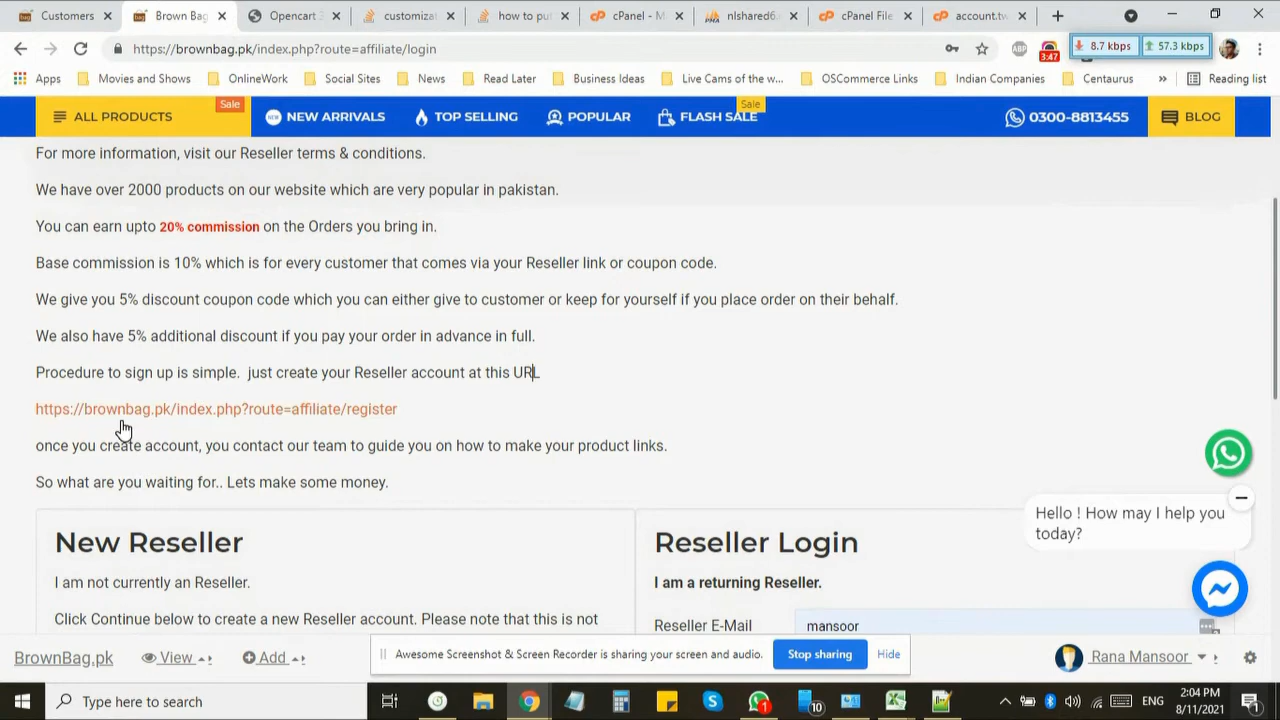 Customers
Brown Bag
Opencart
customizat
how to pu
cPanel - M
nlshared6.
cPanel File
account.tw
https://brownbag.pk/index.php?route=affiliate/login
ABP
3:47
8.7 kbps
57.3 kbps
Apps
Movies and Shows
OnlineWork
Social Sites
News
Read Later
Business Ideas
Live Cams of the w...
OSCommerce Links
Indian Companies
Centaurus
»
Reading list
ALL PRODUCTS
Sale
NEW ARRIVALS
TOP SELLING
POPULAR
FLASH SALE
Sale
0300-8813455
BLOG
For more information, visit our Reseller terms & conditions.
We have over 2000 products on our website which are very popular in pakistan.
You can earn upto 20% commission on the Orders you bring in.
Base commission is 10% which is for every customer that comes via your Reseller link or coupon code.
We give you 5% discount coupon code which you can either give to customer or keep for yourself if you place order on their behalf.
We also have 5% additional discount if you pay your order in advance in full.
Procedure to sign up is simple. just create your Reseller account at this URL
https://brownbag.pk/index.php?route=affiliate/register
once you create account, you contact our team to guide you on how to make your product links.
So what are you waiting for.. Lets make some money.
Hello ! How may I help you
today?
New Reseller
I am not currently an Reseller.
Click Continue below to create a new Reseller account. Please note that this is not
Reseller Login
I am a returning Reseller.
Reseller E-Mail
mansoor
BrownBag.pk
View
Add
Awesome Screenshot & Screen Recorder is sharing your screen and audio.
Stop sharing
Hide
Rana Mansoor
Type here to search
1
10
ENG
2:04 PM
8/11/2021
1